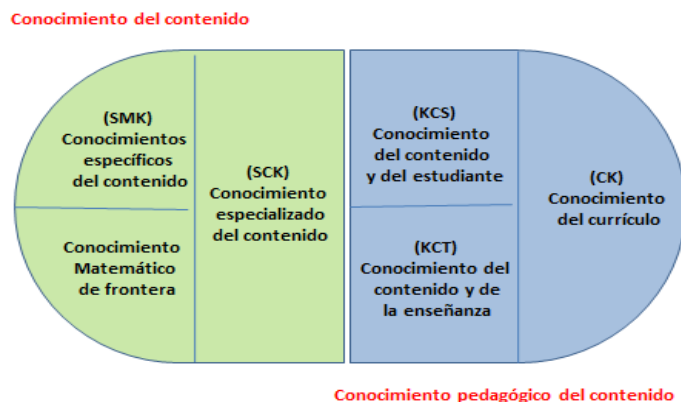 Conocimiento del contenido
(SMK)
Conocimientos
específicos
del contenido
Conocimiento
Matemático
de frontera
(SCK)
Conocimiento
especializado
del contenido
(KCS)
Conocimiento
del contenido
y del estudiante
(KCT)
Conocimiento del
contenido y de
la enseñanza
(CK)
Conocimiento
del currículo
Conocimiento pedagógico del contenido